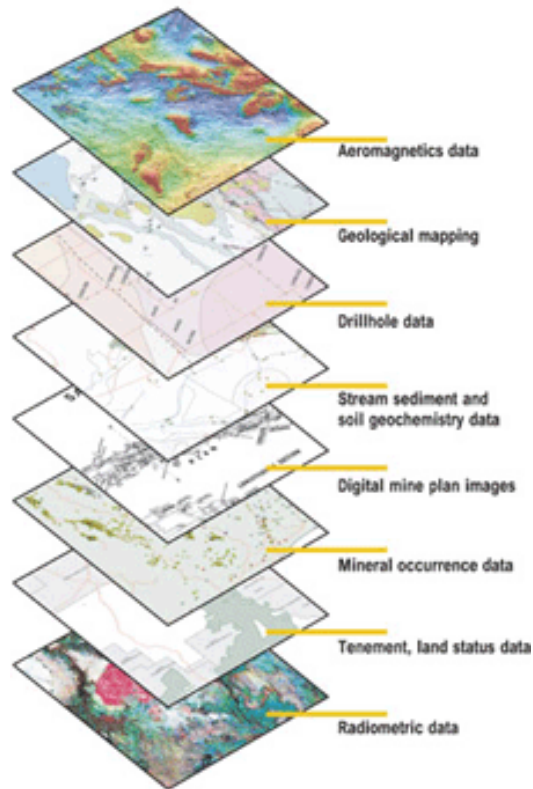 Aeromagnetics data
Geological mapping
Drillhole data
Stream sediment and
soil geochemistry data
Digital mine plan images
Mineral occurrence data
Tenement, land status data
Radiometric data